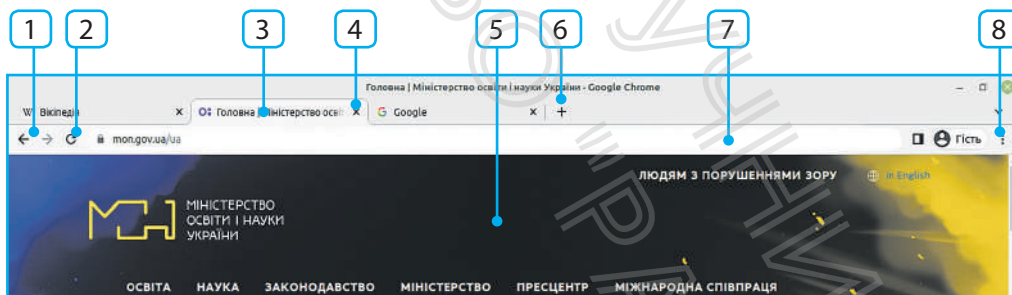 1 2 3 4 5 6 7 8
Головна | Міністерство освіти і науки України - Google Chrome
W Вікіпедія x Головна | Міністерство осві x G Google x +
mon.gov.ua/ua Гість
ЛЮДЯМ З ПОРУШЕННЯМИ ЗОРУ In English
МІНІСТЕРСТВО
ОСВІТИ І НАУКИ
УКРАЇНИ
ОСВІТА НАУКА ЗАКОНОДАВСТВО МІНІСТЕРСТВО ПРЕСЦЕНТР МІЖНАРОДНА СПІВПРАЦЯ